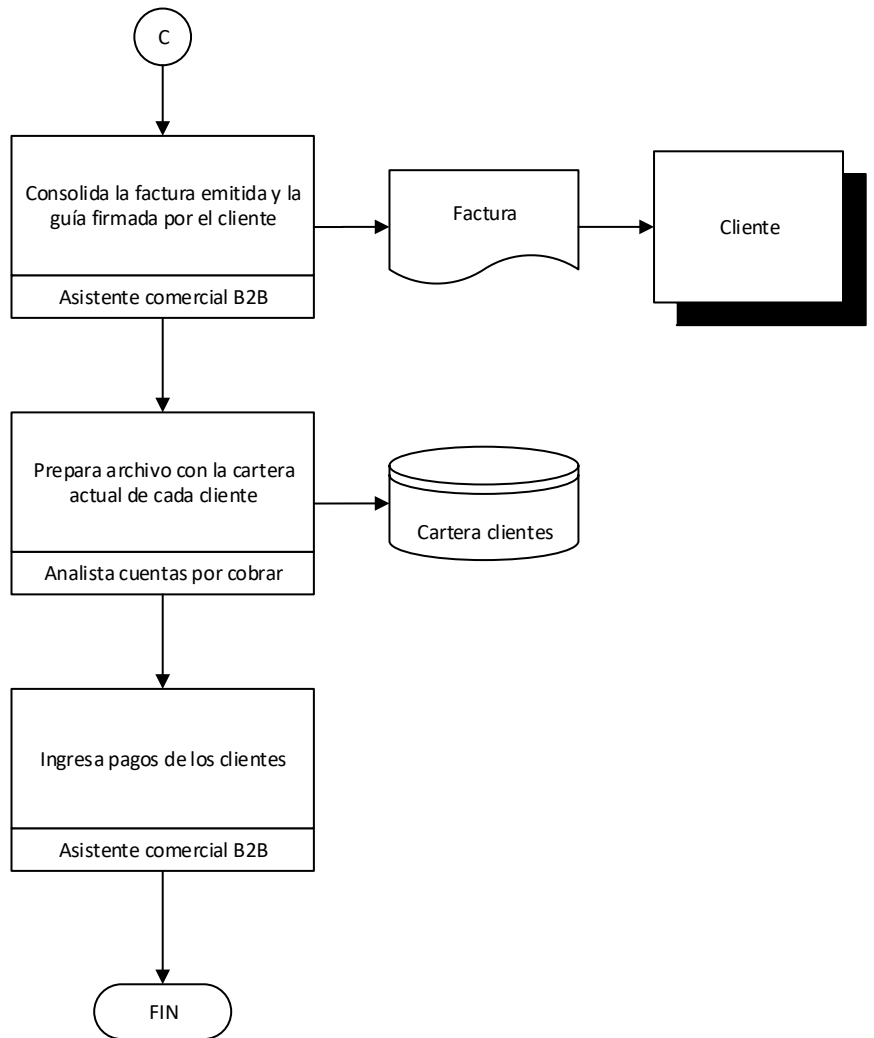 C
Consolida la factura emitida y la
guía firmada por el cliente
Asistente comercial B2B
Factura
Cliente
Prepara archivo con la cartera
actual de cada cliente
Analista cuentas por cobrar
Cartera clientes
Ingresa pagos de los clientes
Asistente comercial B2B
FIN